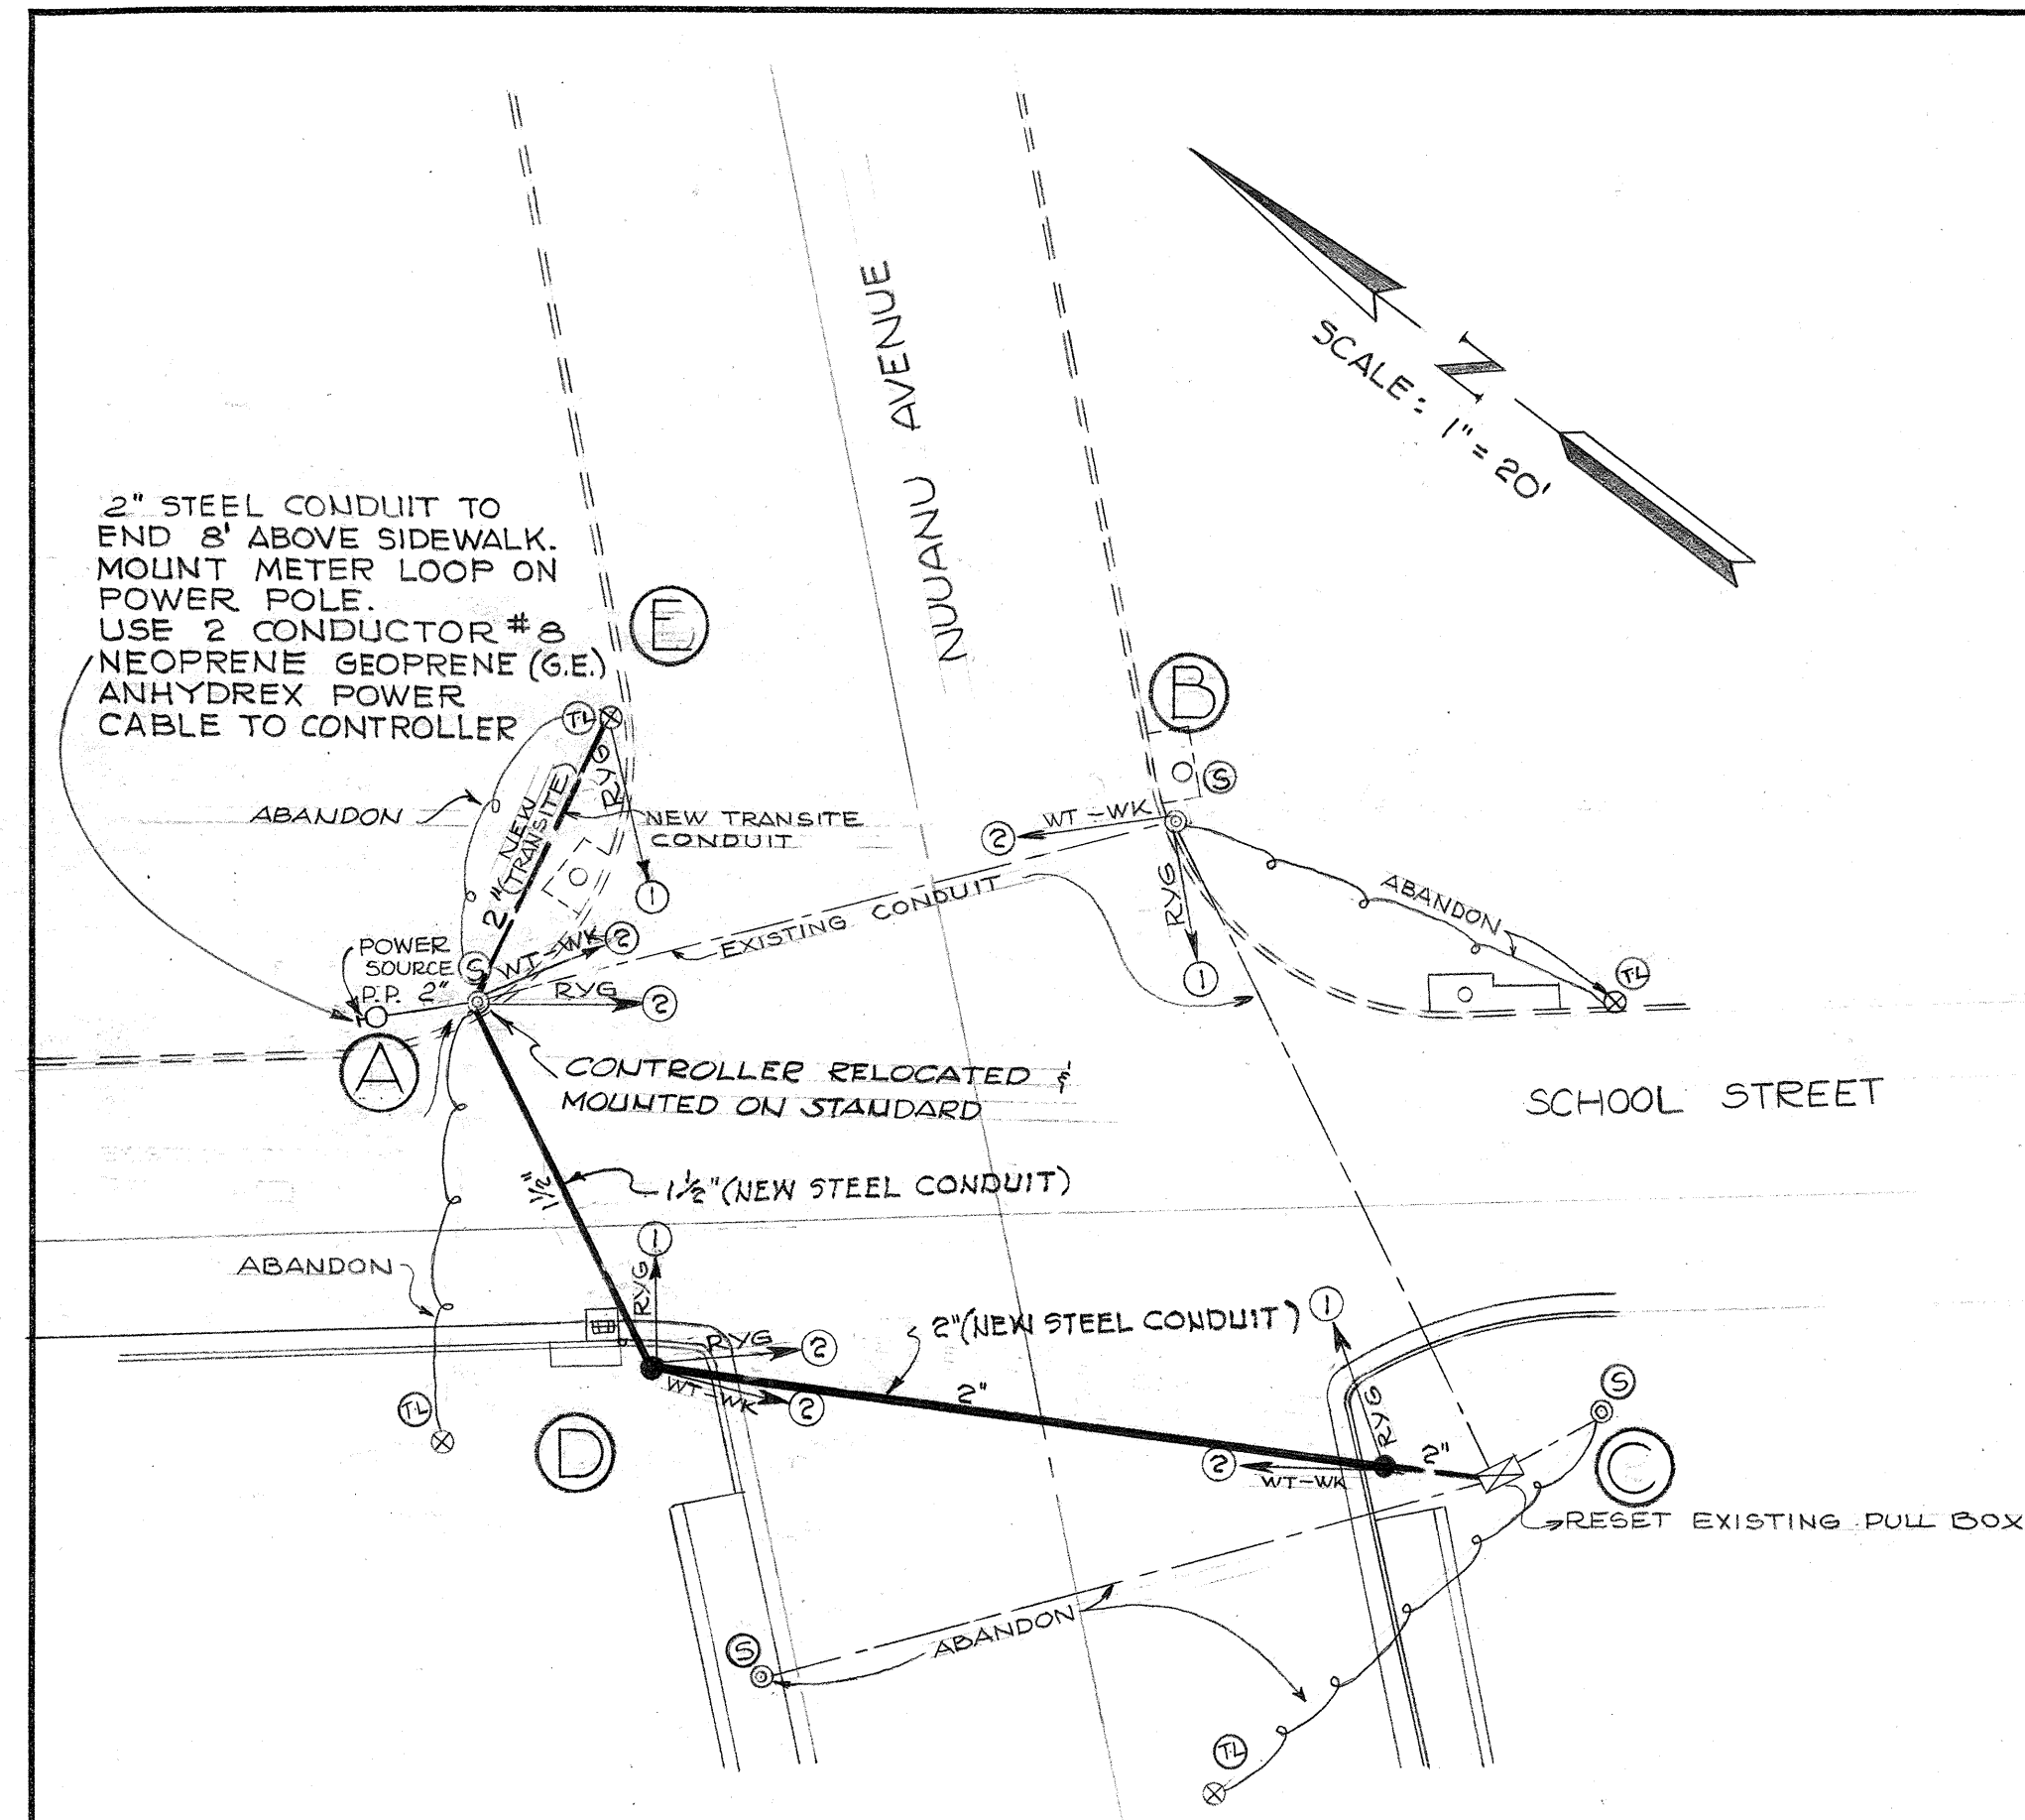 NUUANU AVENUE
N
SCALE: 1" = 20'
2" STEEL CONDUIT TO
END 8' ABOVE SIDEWALK.
MOUNT METER LOOP ON
POWER POLE.
USE 2 CONDUCTOR #8
NEOPRENE GEOPRENE (G.E.)
ANHYDREX POWER
CABLE TO CONTROLLER
E
B
TL
S
ABANDON
2" NEW
(TRANSITE)
RYG
NEW TRANSITE
CONDUIT
1
2
WT-WK
RYG
1
ABANDON
TL
EXISTING CONDUIT
POWER
SOURCE
P.P. 2"
S
WT-WK
2
RYG
2
A
CONTROLLER RELOCATED &
MOUNTED ON STANDARD
SCHOOL STREET
1½"
1½" (NEW STEEL CONDUIT)
ABANDON
1
RYG
RYG
2
WT-WK
2
TL
D
2" (NEW STEEL CONDUIT)
2"
1
RYG
2
WT-WK
2"
S
C
RESET EXISTING PULL BOX
S
ABANDON
TL